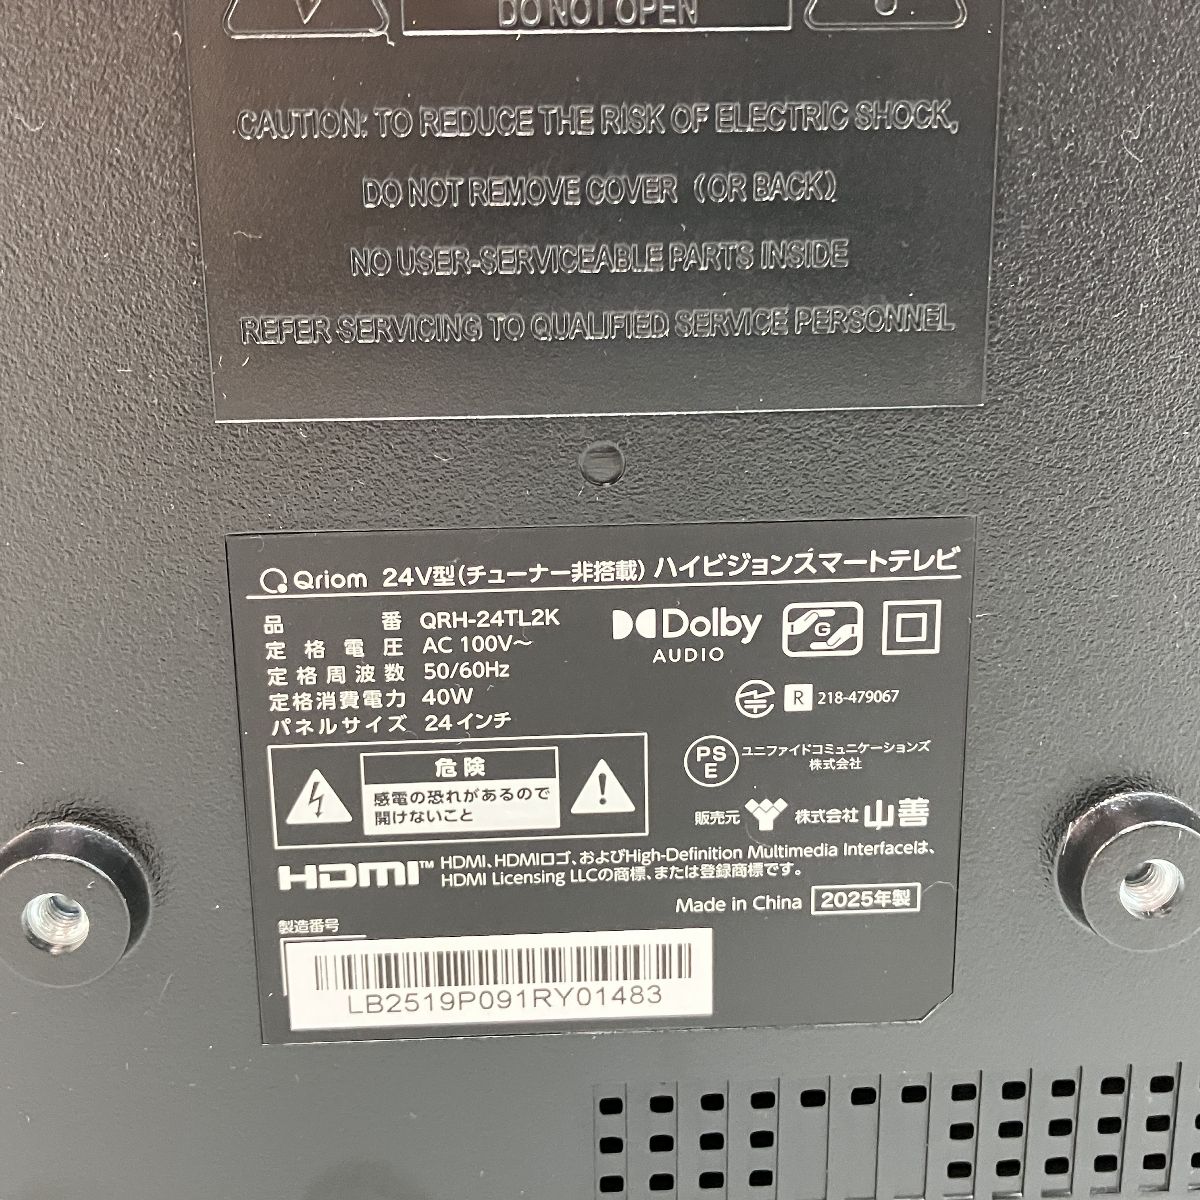 DO NOT OPEN
CAUTION: TO REDUCE THE RISK OF ELECTRIC SHOCK,
DO NOT REMOVE COVER (OR BACK)
NO USER-SERVICEABLE PARTS INSIDE
REFER SERVICING TO QUALIFIED SERVICE PERSONNEL
Qriom 24V型(チューナー非搭載) ハイビジョンスマートテレビ
品番 QRH-24TL2K
定格電圧 AC 100V～
定格周波数 50/60Hz
定格消費電力 40W
パネルサイズ 24インチ
Dolby
AUDIO
G
R 218-479067
危険
感電の恐れがあるので
開けないこと
PS
E
ユニファイドコミュニケーションズ
株式会社
販売元 株式会社 山善
HDMI™ HDMI、HDMIロゴ、およびHigh-Definition Multimedia Interfaceは、
HDMI Licensing LLCの商標、または登録商標です。
Made in China 2025年製
製造番号
LB2519P091RY01483